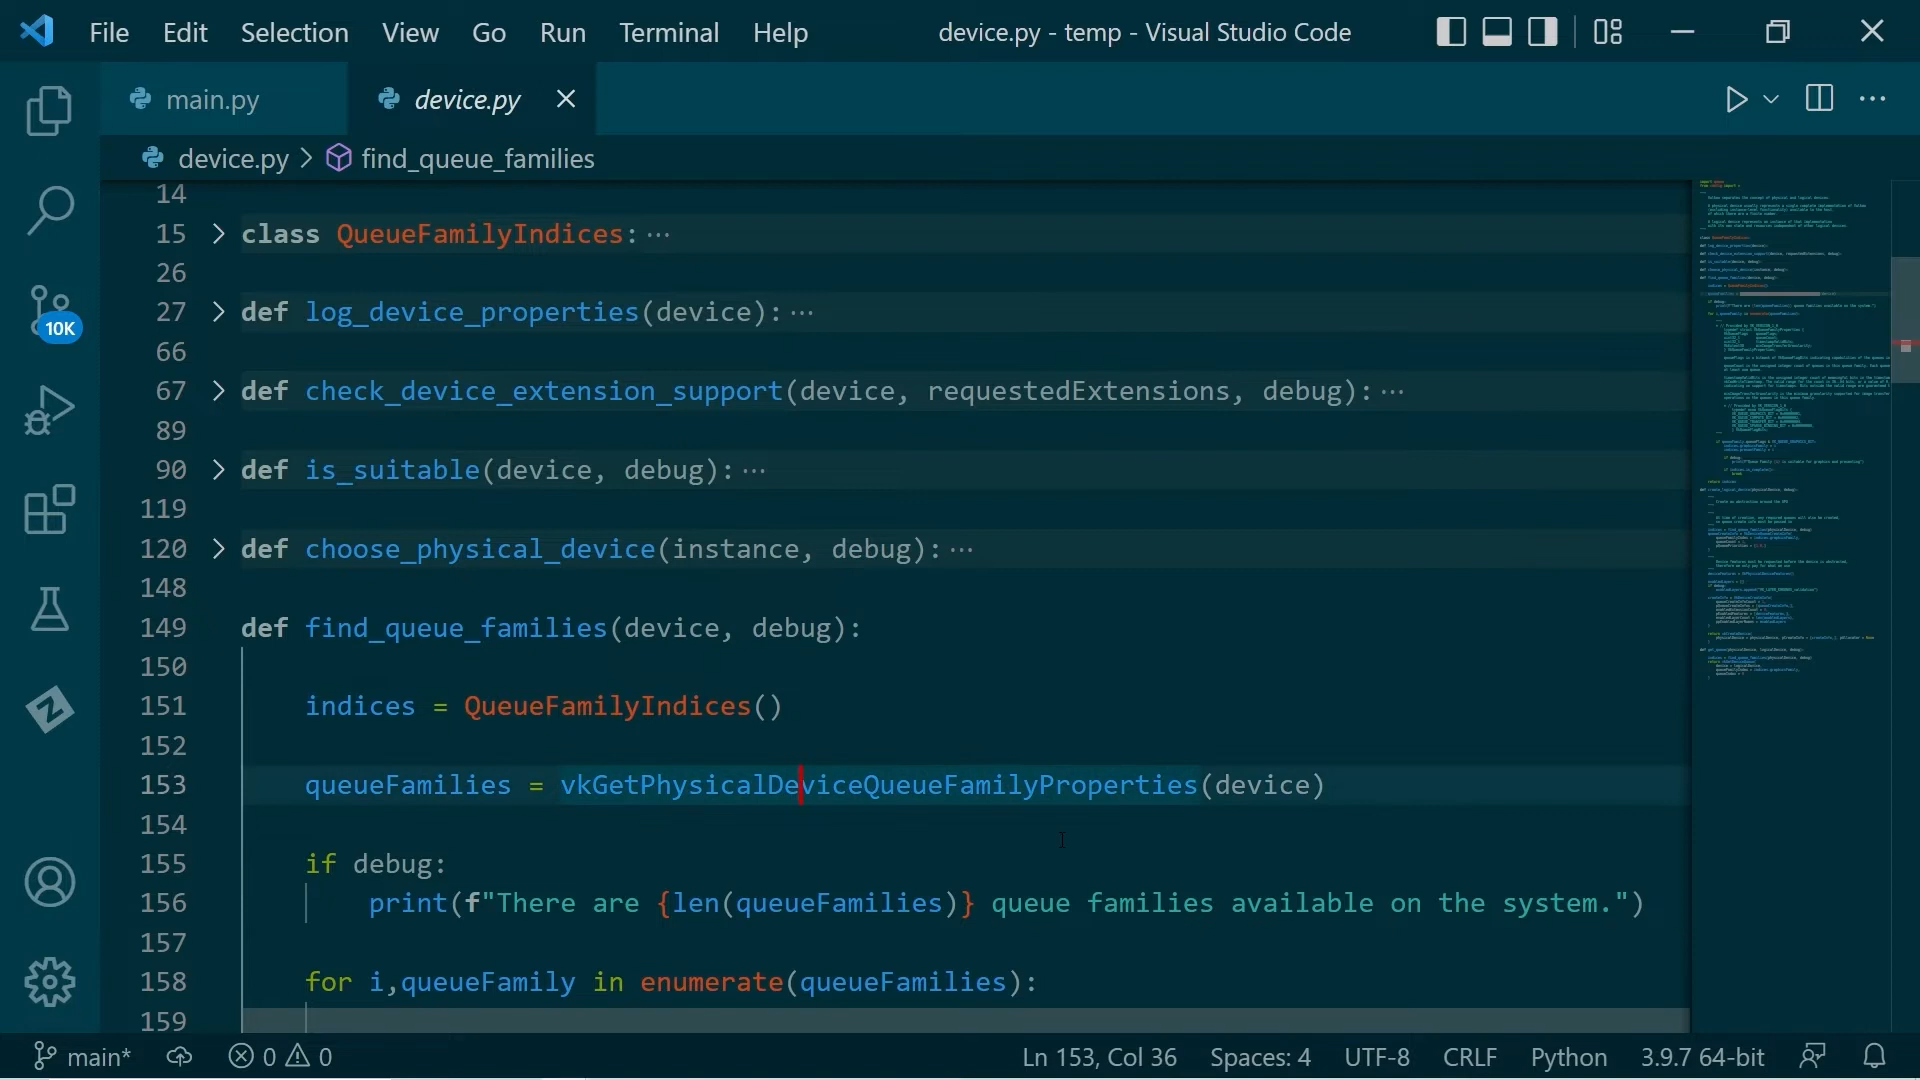 File Edit Selection View Go Run Terminal Help device.py - temp - Visual Studio Code
main.py device.py
device.py > find_queue_families
14
15 class QueueFamilyIndices: ···
26
27 def log_device_properties(device): ···
66
67 def check_device_extension_support(device, requestedExtensions, debug): ···
89
90 def is_suitable(device, debug): ···
119
120 def choose_physical_device(instance, debug): ···
148
149 def find_queue_families(device, debug):
150
151 indices = QueueFamilyIndices()
152
153 queueFamilies = vkGetPhysicalDeviceQueueFamilyProperties(device)
154
155 if debug:
156 print(f"There are {len(queueFamilies)} queue families available on the system.")
157
158 for i,queueFamily in enumerate(queueFamilies):
159
10K
main* 0 0 Ln 153, Col 36 Spaces: 4 UTF-8 CRLF Python 3.9.7 64-bit